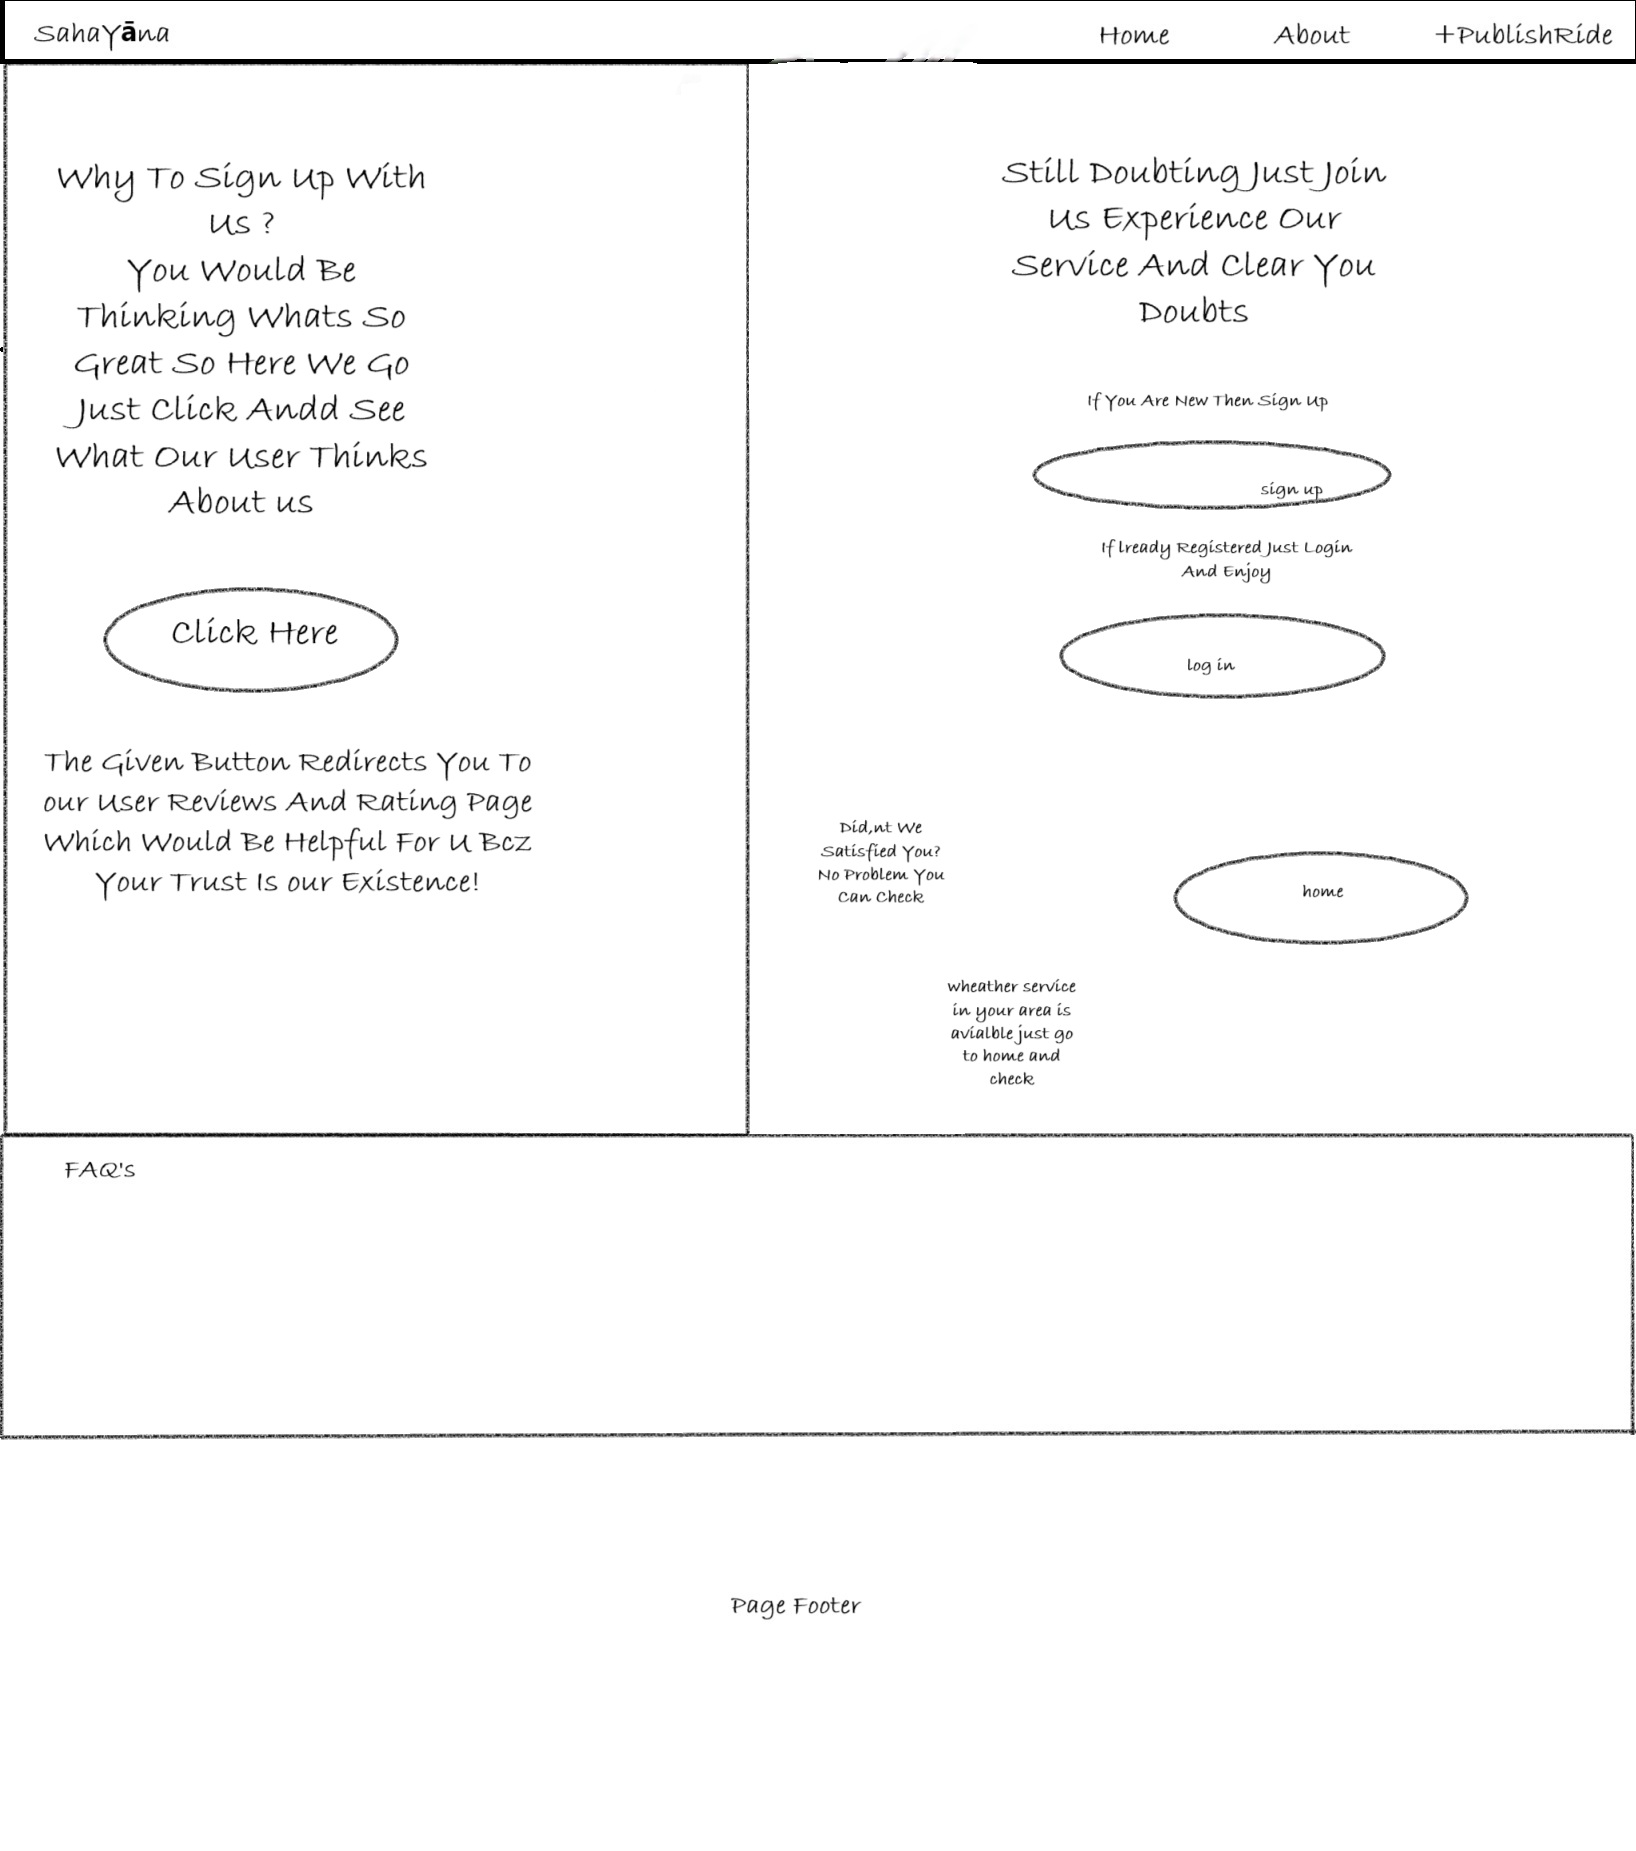 SahaYāna
Home
About
+PublishRide
Why To Sign Up With
Us ?
You Would Be
Thinking Whats So
Great So Here We Go
Just Click Andd See
What Our User Thinks
About us
Click Here
The Given Button Redirects You To
our User Reviews And Rating Page
Which Would Be Helpful For U Bcz
Your Trust Is our Existence!
Still Doubting Just Join
Us Experience Our
Service And Clear You
Doubts
If You Are New Then Sign Up
sign up
If lready Registered Just Login
And Enjoy
log in
Did,nt We
Satisfied You?
No Problem You
Can Check
home
wheather service
in your area is
avialble just go
to home and
check
FAQ's
Page Footer